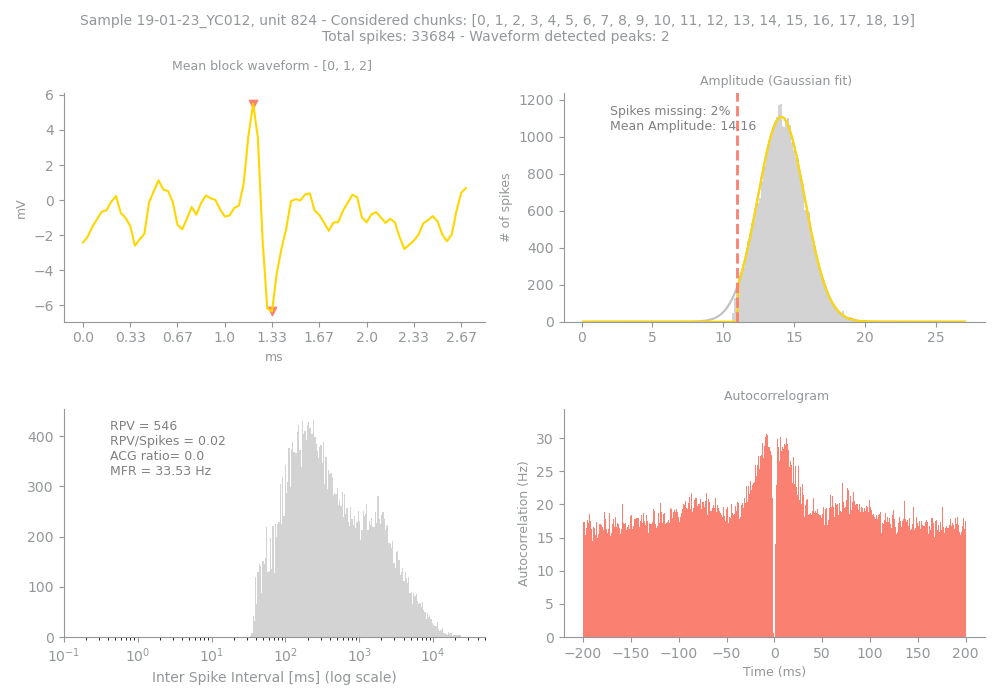 Sample 19-01-23_YC012, unit 824 - Considered chunks: [0, 1, 2, 3, 4, 5, 6, 7, 8, 9, 10, 11, 12, 13, 14, 15, 16, 17, 18, 19]
Total spikes: 33684 - Waveform detected peaks: 2
Mean block waveform - [0, 1, 2]
6
4
2
0
−2
−4
−6
mV
0.0 0.33 0.67 1.0 1.33 1.67 2.0 2.33 2.67
ms
Amplitude (Gaussian fit)
Spikes missing: 2%
Mean Amplitude: 14.16
1200
1000
800
600
400
200
0
# of spikes
0 5 10 15 20 25
RPV = 546
RPV/Spikes = 0.02
ACG ratio= 0.0
MFR = 33.53 Hz
400
300
200
100
0
10⁻¹ 10⁰ 10¹ 10² 10³ 10⁴
Inter Spike Interval [ms] (log scale)
Autocorrelogram
30
25
20
15
10
5
0
Autocorrelation (Hz)
−200 −150 −100 −50 0 50 100 150 200
Time (ms)